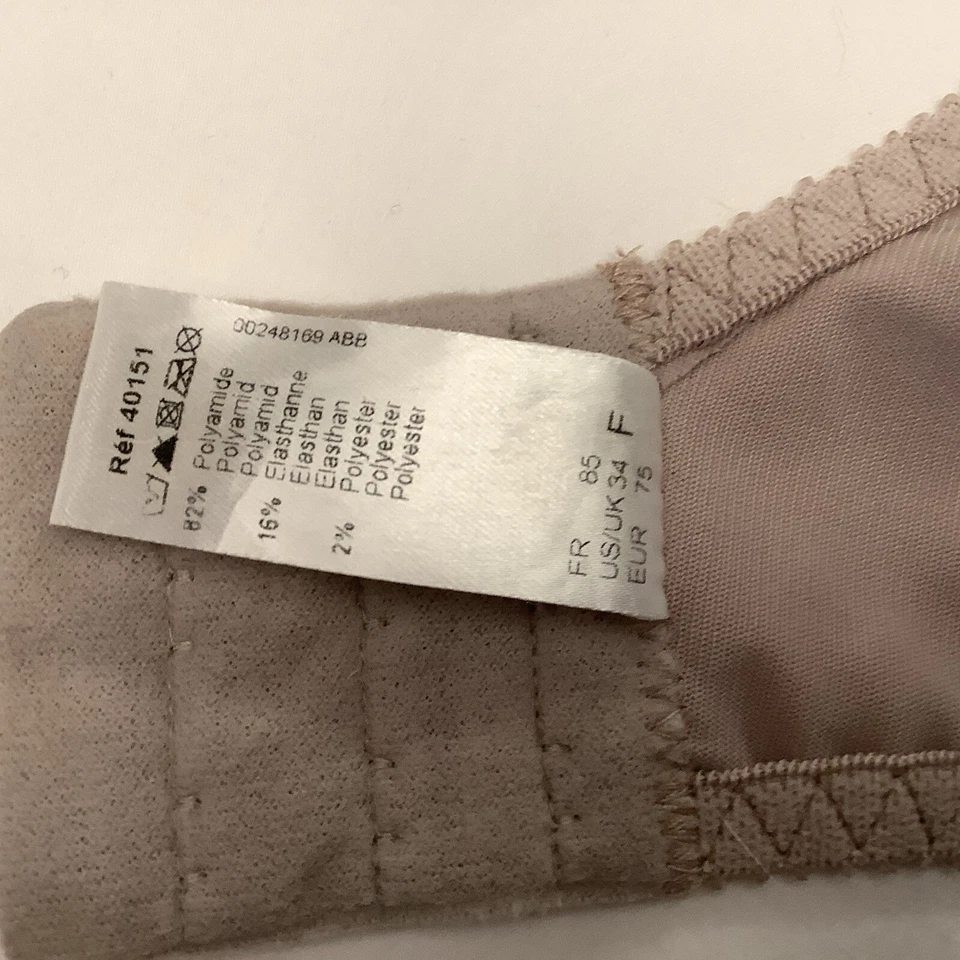 00248169 ABB
Réf 40151
82% Polyamide
Polyamid
Polyamid
16% Elasthanne
Elasthan
Elasthan
2% Polyester
Polyester
Polyester
FR 85
US/UK 34 F
EUR 75